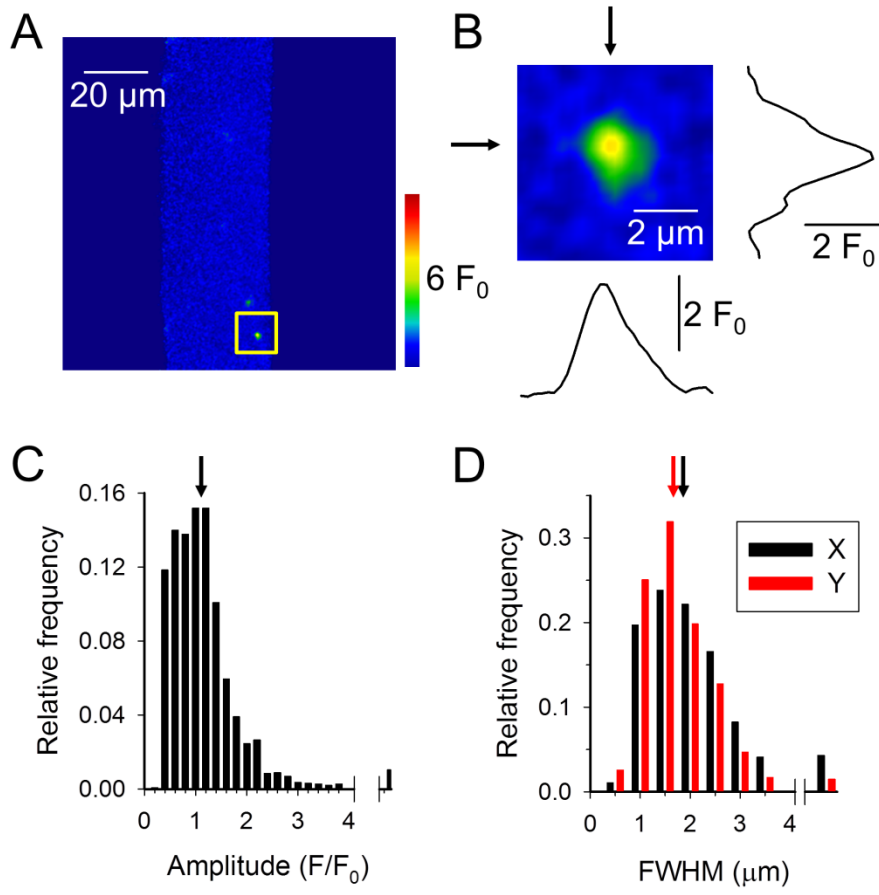 A
20 μm
6 F₀
B
2 μm
2 F₀
2 F₀
C
Relative frequency
0.16
0.12
0.08
0.04
0.00
0 1 2 3 4
Amplitude (F/F₀)
D
Relative frequency
0.3
0.2
0.1
0.0
0 1 2 3 4
FWHM (μm)
X
Y